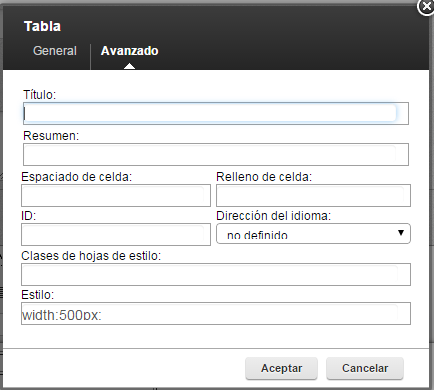 Tabla
General Avanzado
Título:
Resumen:
Espaciado de celda: Relleno de celda:
ID: Dirección del idioma:
no definido
Clases de hojas de estilo:
Estilo:
width:500px;
Aceptar Cancelar